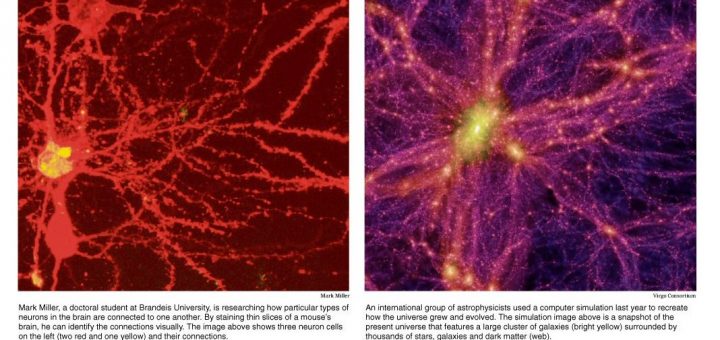 Mark Miller
Mark Miller, a doctoral student at Brandeis University, is researching how particular types of
neurons in the brain are connected to one another. By staining thin slices of a mouse's
brain, he can identify the connections visually. The image above shows three neuron cells
on the left (two red and one yellow) and their connections.
Virgo Consortium
An international group of astrophysicists used a computer simulation last year to recreate
how the universe grew and evolved. The simulation image above is a snapshot of the
present universe that features a large cluster of galaxies (bright yellow) surrounded by
thousands of stars, galaxies and dark matter (web).